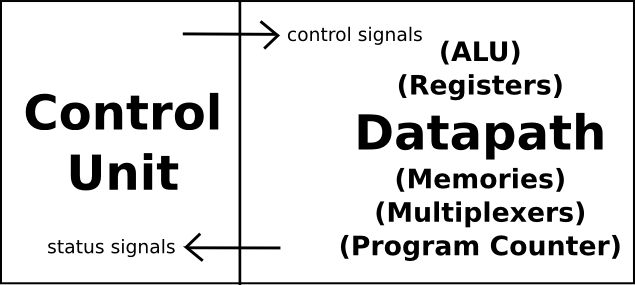 control signals
(ALU)
(Registers)
Control
Unit
Datapath
(Memories)
(Multiplexers)
(Program Counter)
status signals